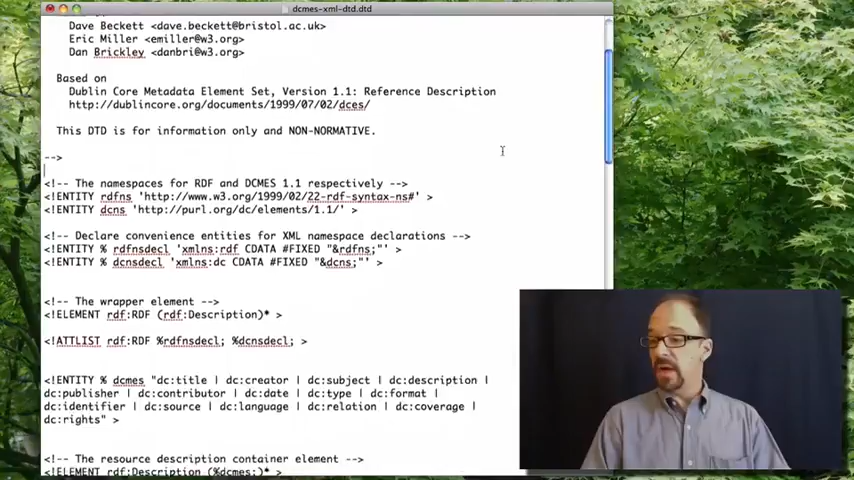 dcmes-xml-dtd.dtd
Dave Beckett <dave.beckett@bristol.ac.uk>
Eric Miller <emiller@w3.org>
Dan Brickley <danbri@w3.org>
Based on
Dublin Core Metadata Element Set, Version 1.1: Reference Description
http://dublincore.org/documents/1999/07/02/dces/
This DTD is for information only and NON-NORMATIVE.
-->
<!-- The namespaces for RDF and DCMES 1.1 respectively -->
<!ENTITY rdfns 'http://www.w3.org/1999/02/22-rdf-syntax-ns#' >
<!ENTITY dcns 'http://purl.org/dc/elements/1.1/' >
<!-- Declare convenience entities for XML namespace declarations -->
<!ENTITY % rdfnsdecl 'xmlns:rdf CDATA #FIXED "&rdfns;"' >
<!ENTITY % dcnsdecl 'xmlns:dc CDATA #FIXED "&dcns;"' >
<!-- The wrapper element -->
<!ELEMENT rdf:RDF (rdf:Description)* >
<!ATTLIST rdf:RDF %rdfnsdecl; %dcnsdecl; >
<!ENTITY % dcmes "dc:title | dc:creator | dc:subject | dc:description |
dc:publisher | dc:contributor | dc:date | dc:type | dc:format |
dc:identifier | dc:source | dc:language | dc:relation | dc:coverage |
dc:rights" >
<!-- The resource description container element -->
<!ELEMENT rdf:Description (%dcmes;)* >